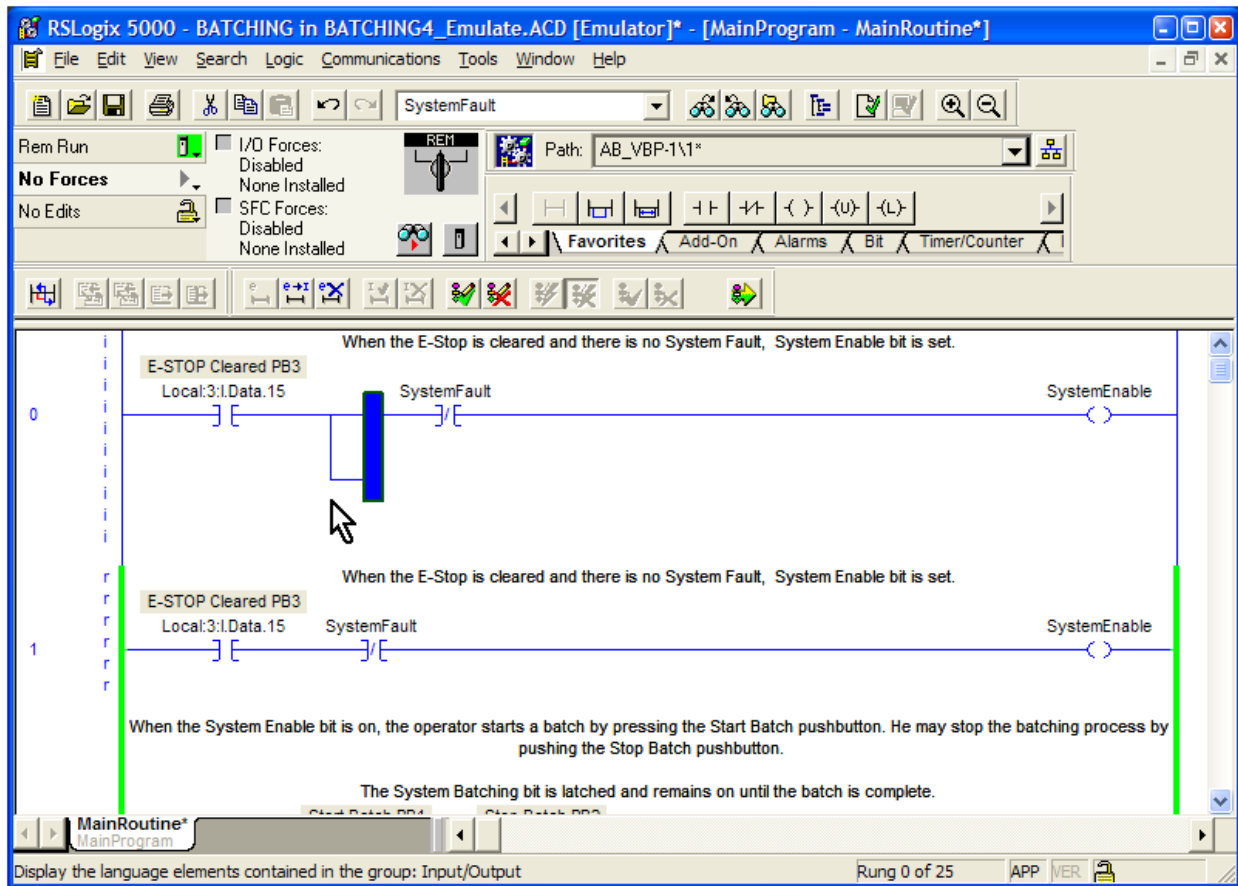 RSLogix 5000 - BATCHING in BATCHING4_Emulate.ACD [Emulator]* - [MainProgram - MainRoutine*]
File Edit View Search Logic Communications Tools Window Help
SystemFault
Rem Run
No Forces
No Edits
I/O Forces:
Disabled
None Installed
SFC Forces:
Disabled
None Installed
REM
Path: AB_VBP-1\1*
Favorites Add-On Alarms Bit Timer/Counter
When the E-Stop is cleared and there is no System Fault, System Enable bit is set.
E-STOP Cleared PB3
Local:3:I.Data.15 SystemFault SystemEnable
0
i
i
i
i
i
i
i
i
i
i
When the E-Stop is cleared and there is no System Fault, System Enable bit is set.
E-STOP Cleared PB3
Local:3:I.Data.15 SystemFault SystemEnable
1
r
r
r
r
r
r
When the System Enable bit is on, the operator starts a batch by pressing the Start Batch pushbutton. He may stop the batching process by
pushing the Stop Batch pushbutton.
The System Batching bit is latched and remains on until the batch is complete.
Start Batch PB1 Stop Batch PB2
MainRoutine*
MainProgram
Display the language elements contained in the group: Input/Output
Rung 0 of 25 APP VER